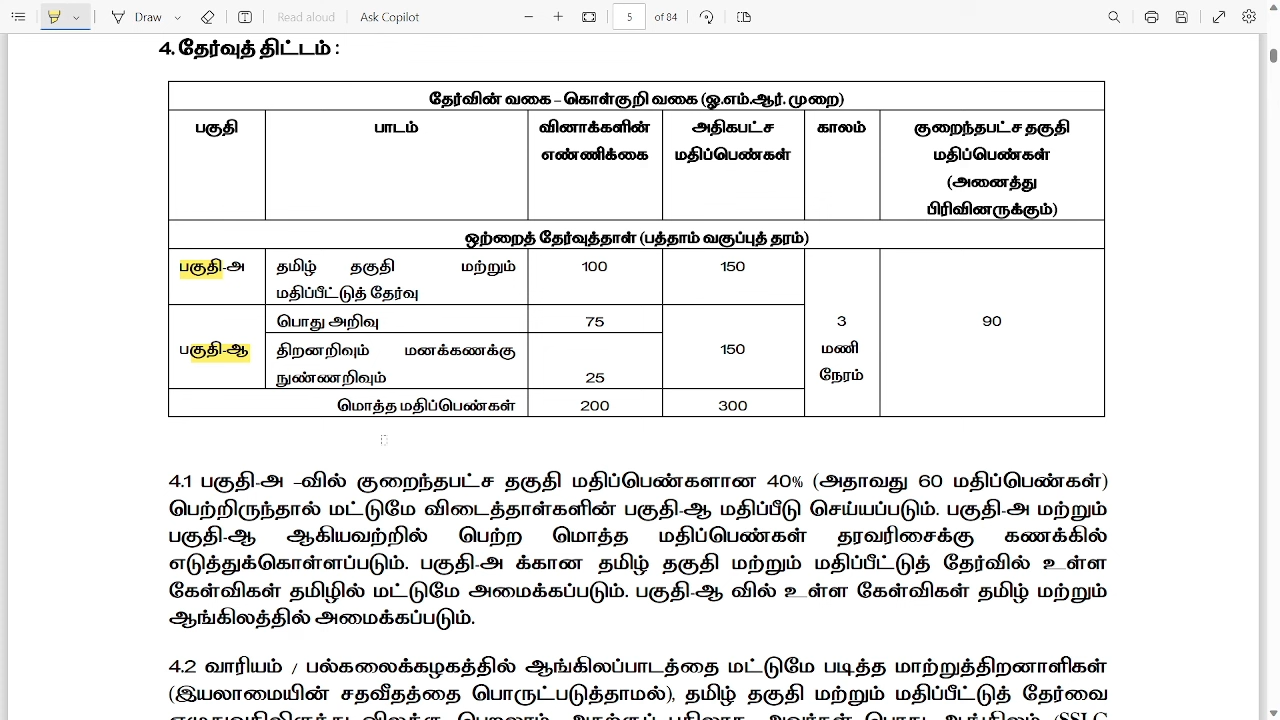 Draw
Read aloud
Ask Copilot
5
of 84
4. தேர்வுத் திட்டம் :
தேர்வின் வகை – கொள்குறி வகை (ஓ.எம்.ஆர். முறை)
பகுதி
பாடம்
வினாக்களின் எண்ணிக்கை
அதிகபட்ச மதிப்பெண்கள்
காலம்
குறைந்தபட்ச தகுதி மதிப்பெண்கள் (அனைத்து பிரிவினருக்கும்)
ஒற்றைத் தேர்வுத்தாள் (பத்தாம் வகுப்புத் தரம்)
பகுதி-அ
தமிழ் தகுதி மற்றும் மதிப்பீட்டுத் தேர்வு
100
150
பொது அறிவு
75
3 மணி நேரம்
90
பகுதி-ஆ
திறனறிவும் மனக்கணக்கு நுண்ணறிவும்
25
150
மொத்த மதிப்பெண்கள்
200
300
4.1 பகுதி-அ –வில் குறைந்தபட்ச தகுதி மதிப்பெண்களான 40% (அதாவது 60 மதிப்பெண்கள்)
பெற்றிருந்தால் மட்டுமே விடைத்தாள்களின் பகுதி-ஆ மதிப்பீடு செய்யப்படும். பகுதி-அ மற்றும்
பகுதி-ஆ ஆகியவற்றில் பெற்ற மொத்த மதிப்பெண்கள் தரவரிசைக்கு கணக்கில்
எடுத்துக்கொள்ளப்படும். பகுதி-அ க்கான தமிழ் தகுதி மற்றும் மதிப்பீட்டுத் தேர்வில் உள்ள
கேள்விகள் தமிழில் மட்டுமே அமைக்கப்படும். பகுதி-ஆ வில் உள்ள கேள்விகள் தமிழ் மற்றும்
ஆங்கிலத்தில் அமைக்கப்படும்.
4.2 வாரியம் / பல்கலைக்கழகத்தில் ஆங்கிலப்பாடத்தை மட்டுமே படித்த மாற்றுத்திறனாளிகள்
(இயலாமையின் சதவீதத்தை பொருட்படுத்தாமல்), தமிழ் தகுதி மற்றும் மதிப்பீட்டுத் தேர்வை